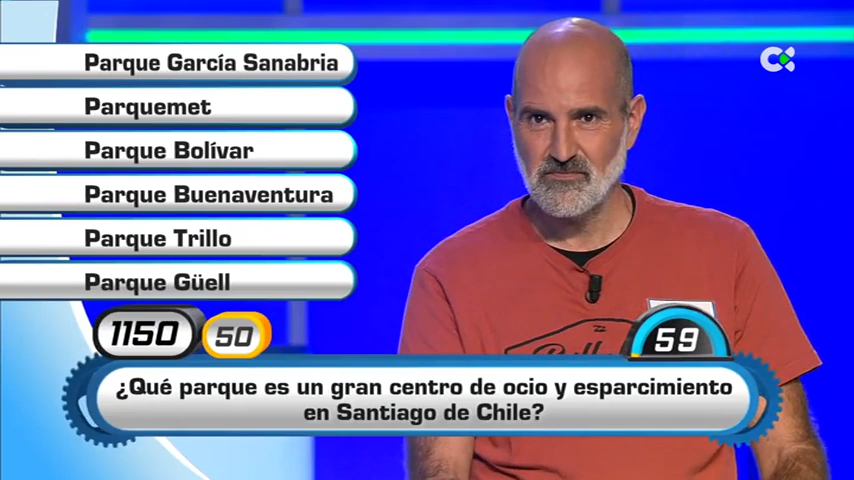 Parque García Sanabria
Parquemet
Parque Bolívar
Parque Buenaventura
Parque Trillo
Parque Güell
1150
50
59
¿Qué parque es un gran centro de ocio y esparcimiento
en Santiago de Chile?